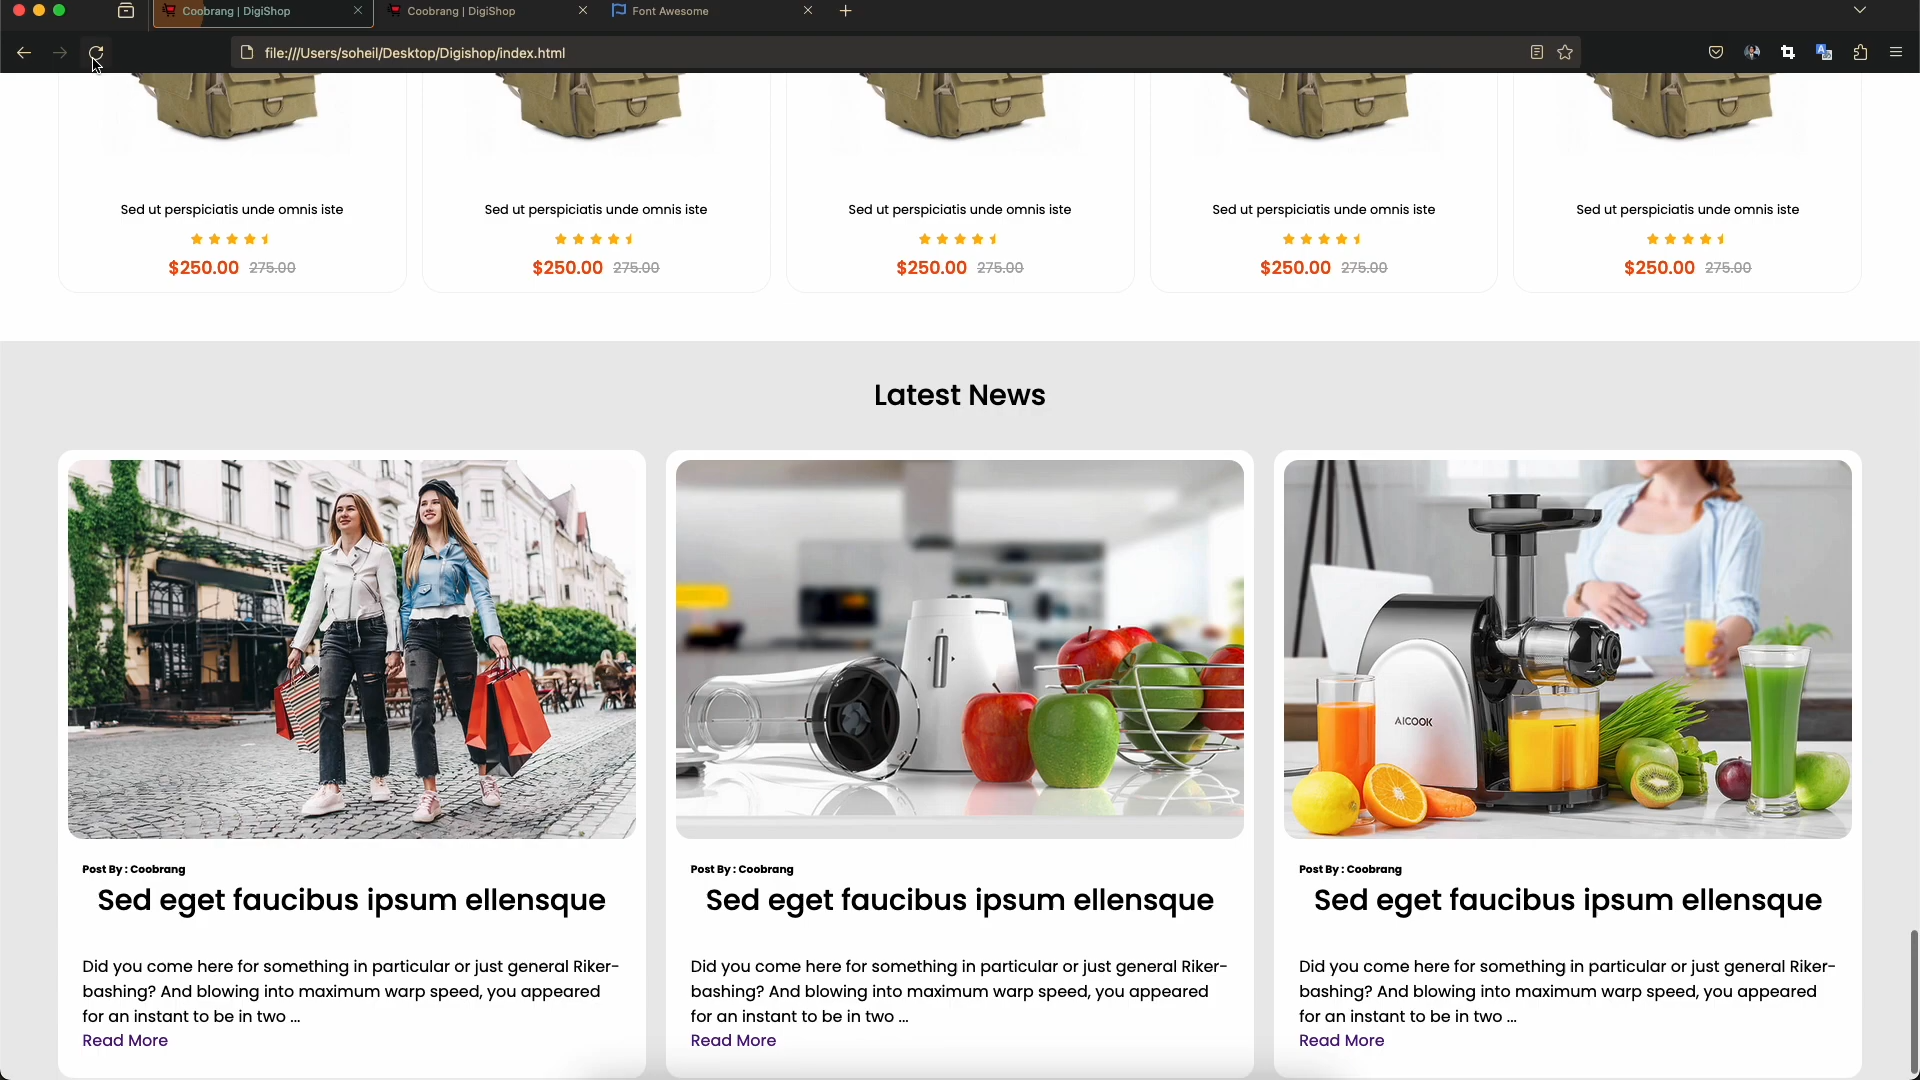 Coobrang | DigiShop
Coobrang | DigiShop
Font Awesome
file:///Users/soheil/Desktop/Digishop/index.html
Sed ut perspiciatis unde omnis iste
$250.00 275.00
Sed ut perspiciatis unde omnis iste
$250.00 275.00
Sed ut perspiciatis unde omnis iste
$250.00 275.00
Sed ut perspiciatis unde omnis iste
$250.00 275.00
Sed ut perspiciatis unde omnis iste
$250.00 275.00
Latest News
AICOOK
Post By : Coobrang
Sed eget faucibus ipsum ellensque
Did you come here for something in particular or just general Riker-
bashing? And blowing into maximum warp speed, you appeared
for an instant to be in two ...
Read More
Post By : Coobrang
Sed eget faucibus ipsum ellensque
Did you come here for something in particular or just general Riker-
bashing? And blowing into maximum warp speed, you appeared
for an instant to be in two ...
Read More
Post By : Coobrang
Sed eget faucibus ipsum ellensque
Did you come here for something in particular or just general Riker-
bashing? And blowing into maximum warp speed, you appeared
for an instant to be in two ...
Read More